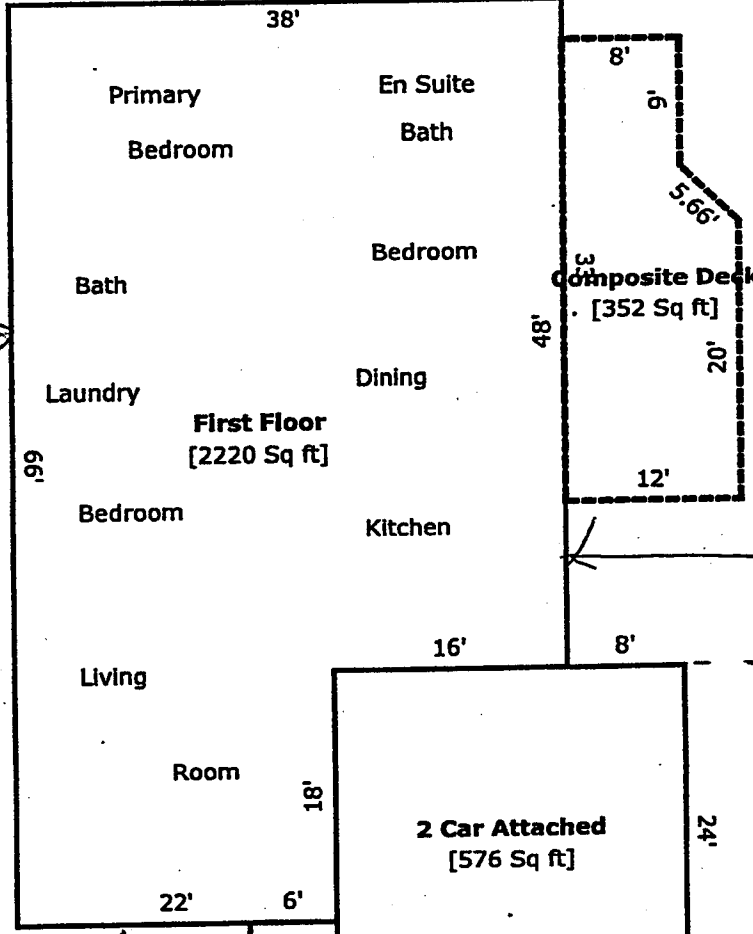 38'
8'
Primary
En Suite
9'
Bath
Bedroom
5.66'
Bedroom
33'
Composite Deck
Bath
[352 Sq ft]
48'
20'
Dining
Laundry
First Floor
[2220 Sq ft]
66'
12'
Bedroom
Kitchen
16'
8'
Living
Room
18'
2 Car Attached
24'
[576 Sq ft]
22'
6'